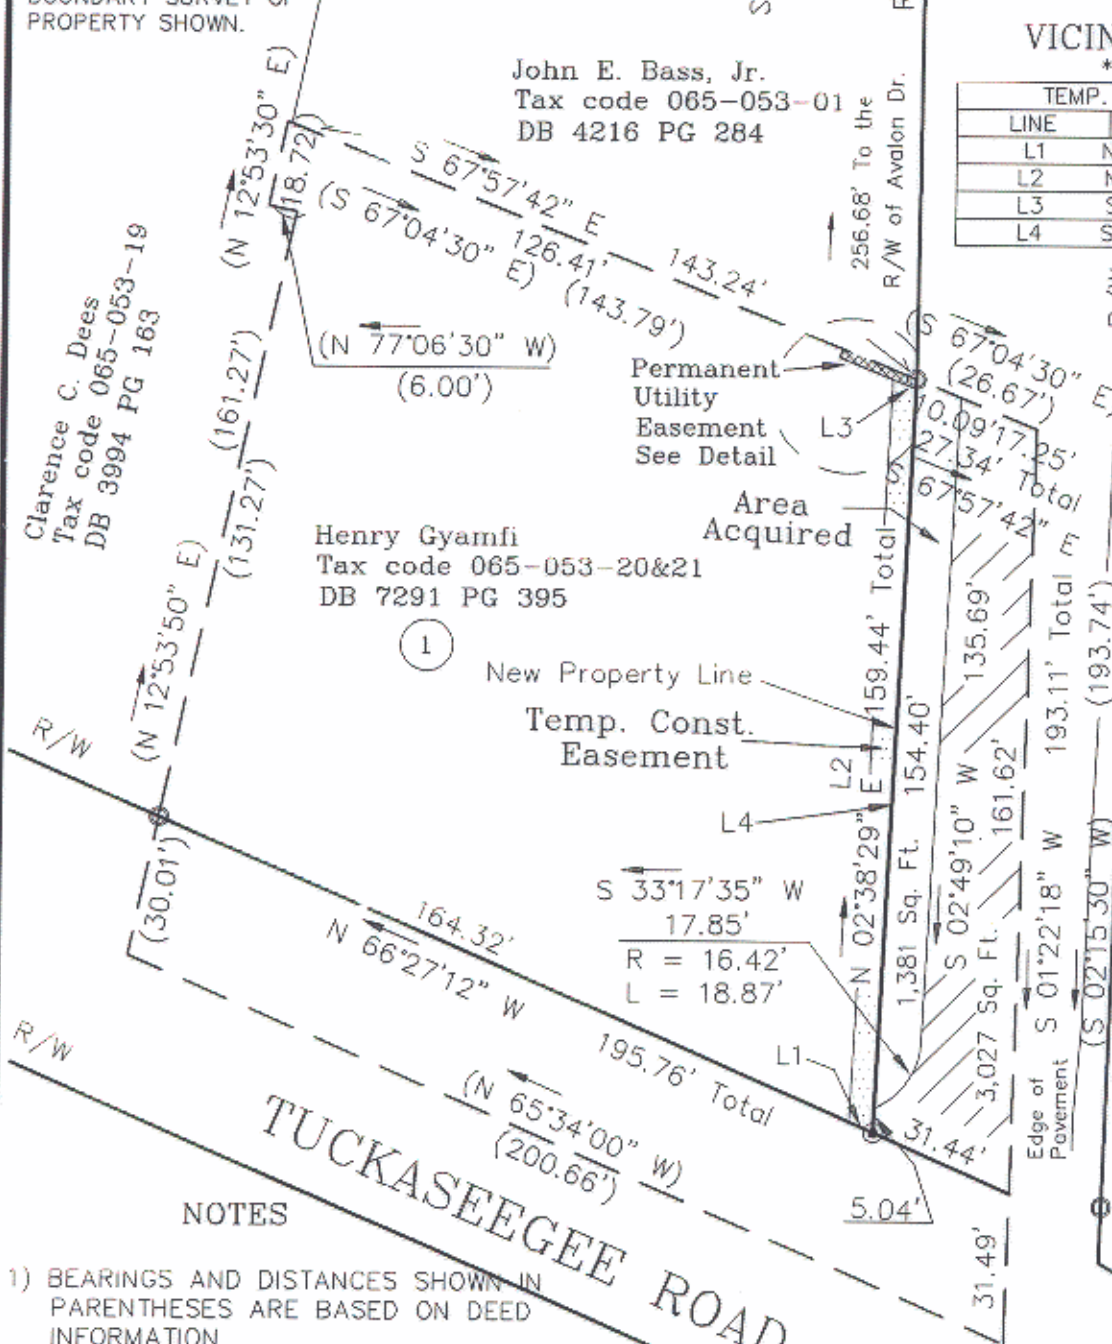 PROPERTY SHOWN.
John E. Bass, Jr.
Tax code 065-053-01
DB 4216 PG 284
256.68' To the
R/W of Avalon Dr.
TEMP.
LINE
L1 N
L2 N
L3 S
L4 S
(N 12°53'30" E)
(18.72')
S 67°57'42" E
126.41'
143.24'
(S 67°04'30" E)
(143.79')
(N 77°06'30" W)
(6.00')
Clarence C. Dees
Tax code 065-053-19
DB 3994 PG 163
(161.27')
(131.27')
(N 12°53'50" E)
(S 67°04'30" E)
(26.67')
10.09'
17.25'
27.34' Total
S 67°57'42" E
Permanent
Utility
Easement
See Detail
L3
Area
Acquired
Henry Gyamfi
Tax code 065-053-20&21
DB 7291 PG 395
1
New Property Line
Temp. Const.
Easement
L2
L4
N 02°38'29" E
159.44' Total
154.40'
1,381 Sq. Ft.
135.69'
S 02°49'10" W
161.62'
3,027 Sq. Ft.
193.11' Total
S 01°22'18" W
(193.74')
(S 02°15'30" W)
Edge of
Pavement
S 33°17'35" W
17.85'
R = 16.42'
L = 18.87'
R/W
(30.01')
164.32'
N 66°27'12" W
195.76' Total
L1
31.44'
5.04'
31.49'
R/W
(N 65°34'00" W)
(200.66')
TUCKASEEGEE ROAD
NOTES
1) BEARINGS AND DISTANCES SHOWN IN
PARENTHESES ARE BASED ON DEED
INFORMATION